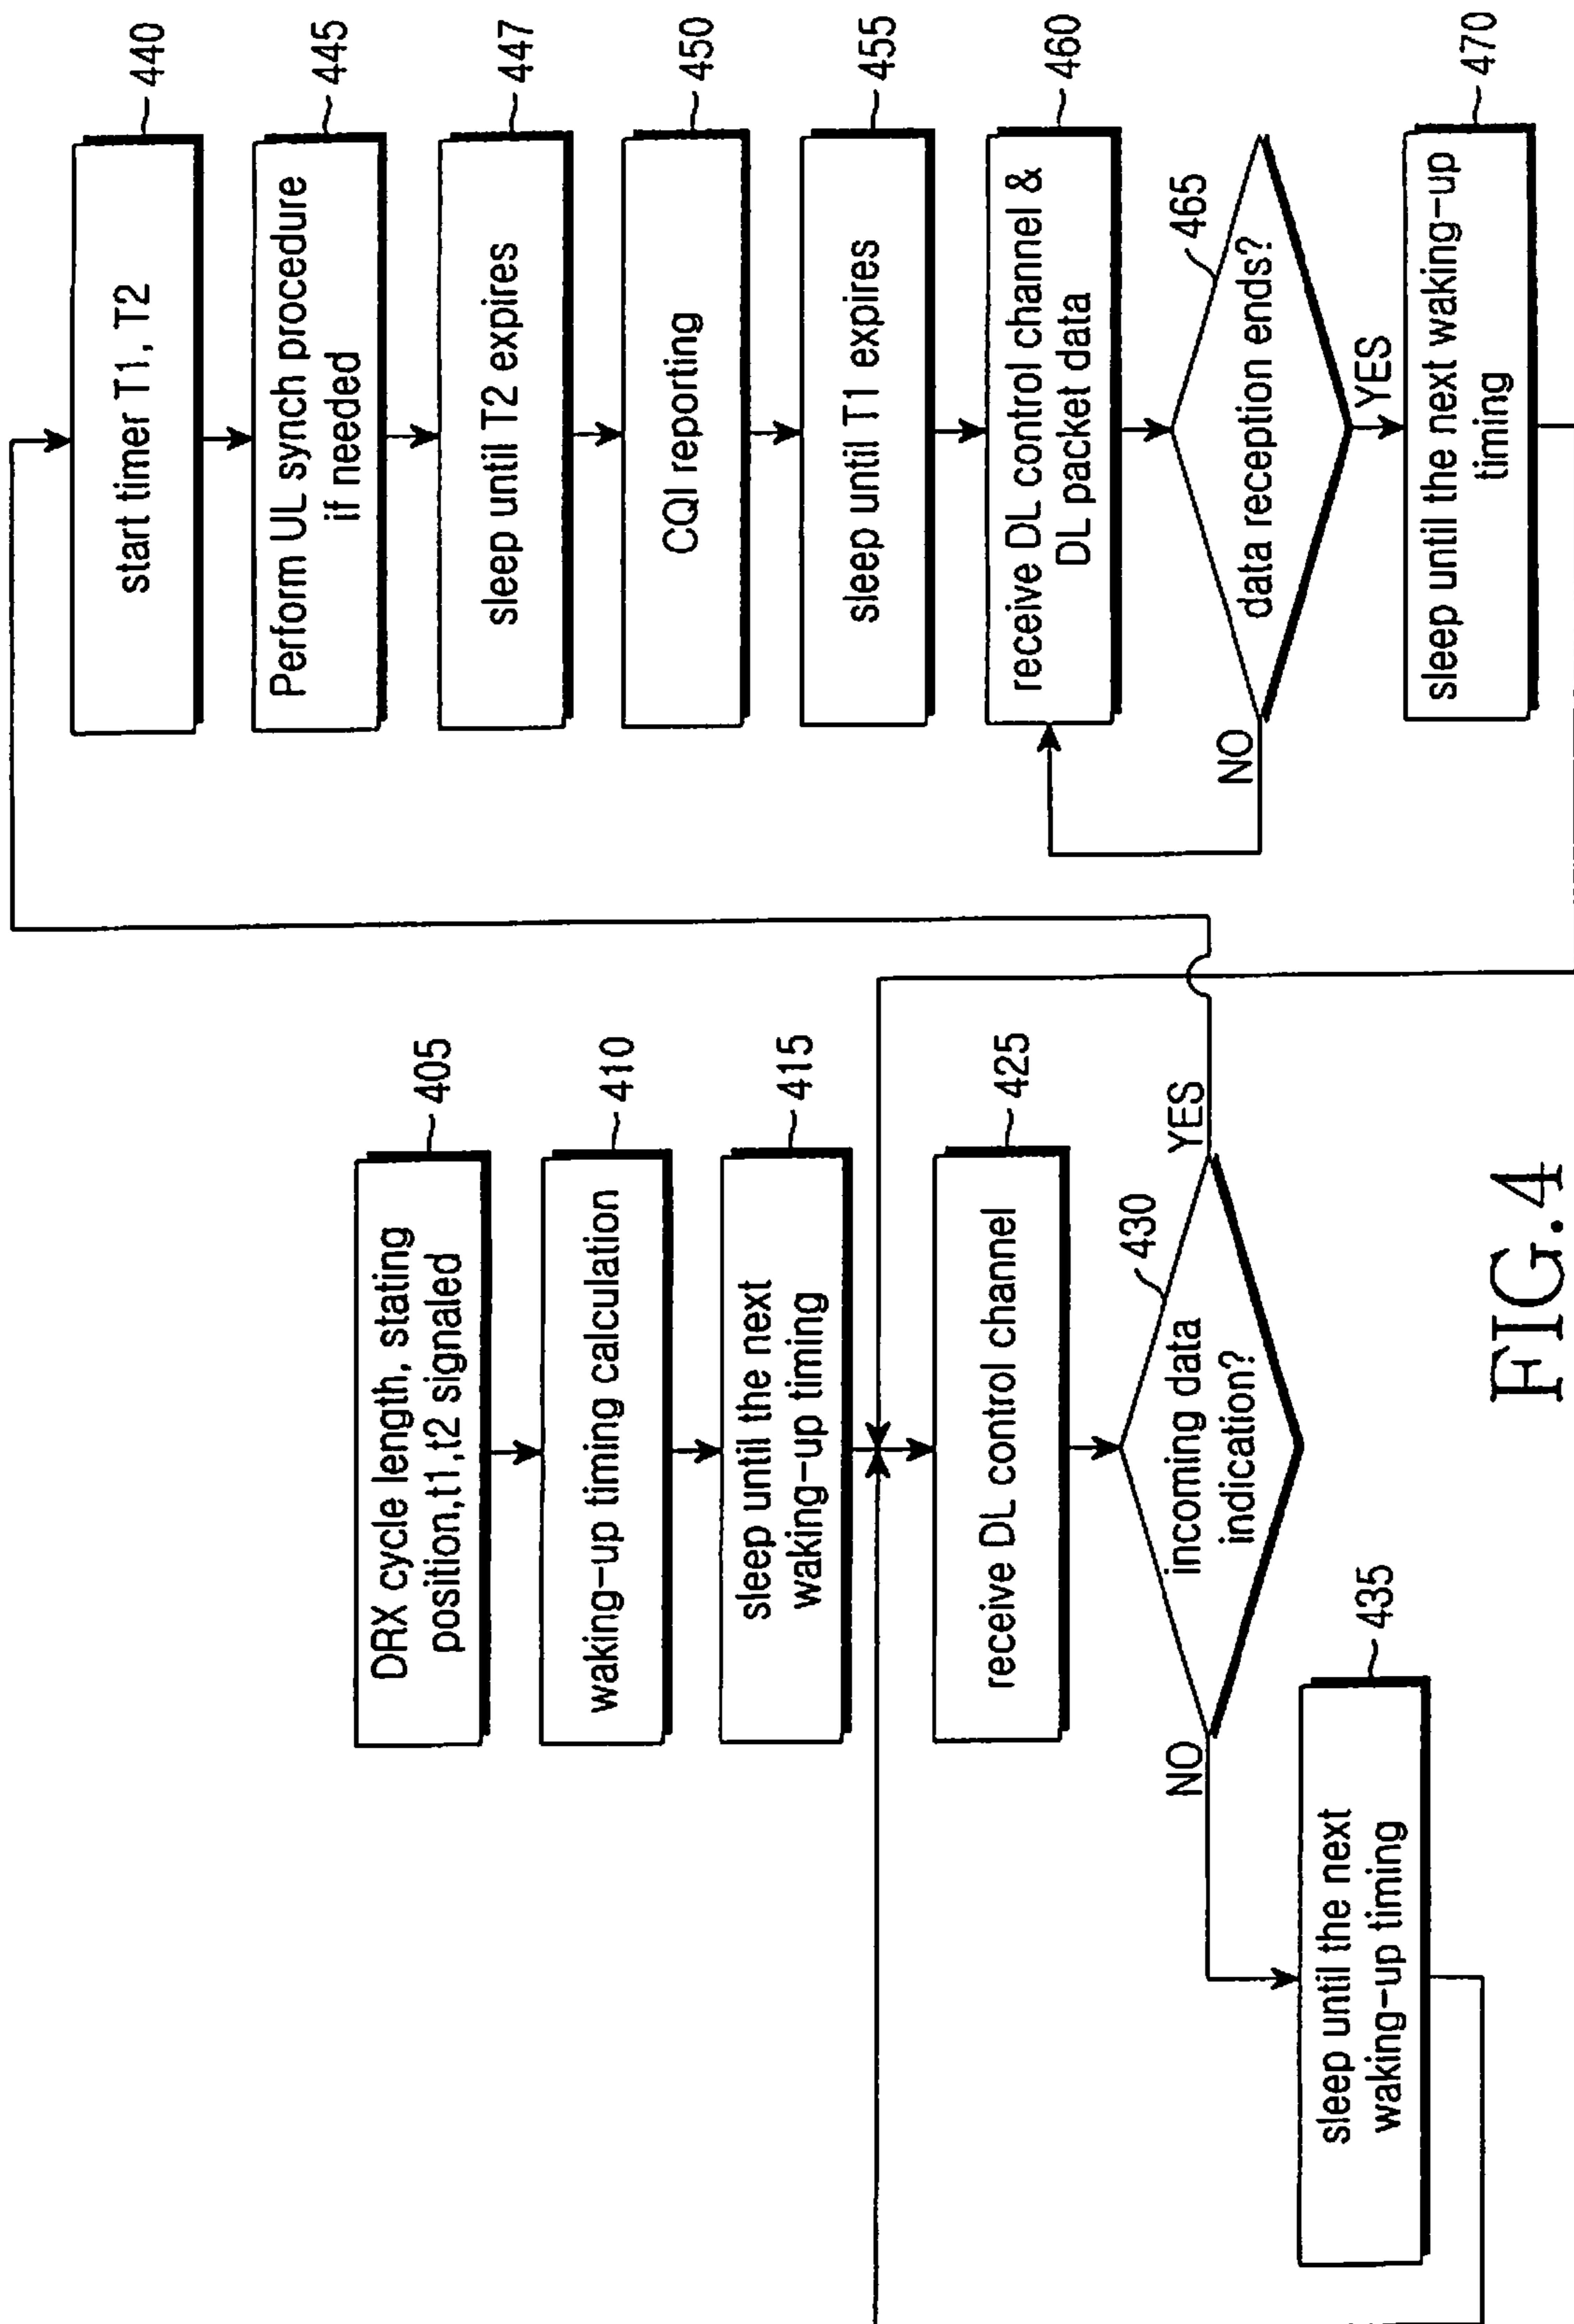 DRX cycle length, stating
position,t1,t2 signaled
405
waking-up timing calculation
410
sleep until the next
waking-up timing
415
receive DL control channel
425
incoming data
indication?
430
NO
YES
sleep until the next
waking-up timing
435
start timer T1, T2
440
Perform UL synch procedure
if needed
445
sleep until T2 expires
447
CQI reporting
450
sleep until T1 expires
455
receive DL control channel &
DL packet data
460
data reception ends?
465
NO
YES
sleep until the next waking-up
timing
470
FIG.4